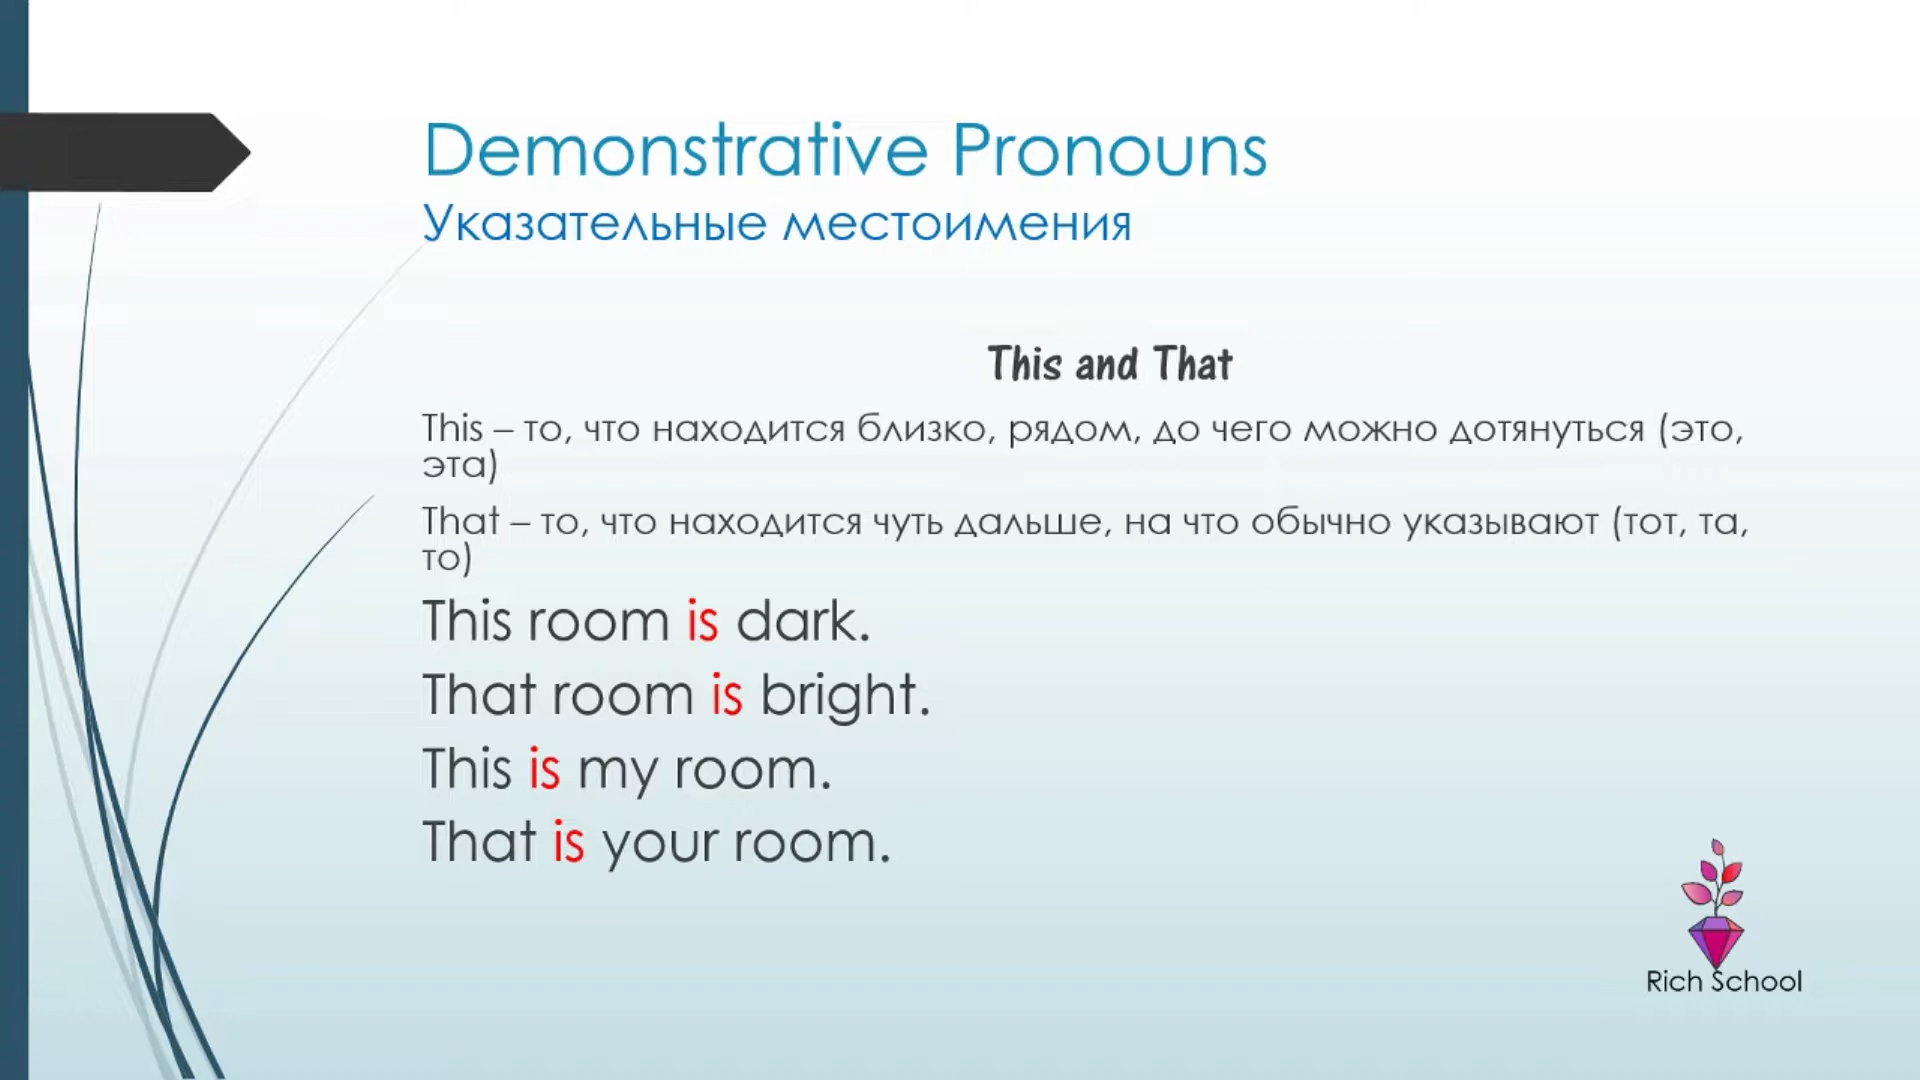 Demonstrative Pronouns
Указательные местоимения
This and That
This – то, что находится близко, рядом, до чего можно дотянуться (это,
эта)
That – то, что находится чуть дальше, на что обычно указывают (тот, та,
то)
This room is dark.
That room is bright.
This is my room.
That is your room.
Rich School